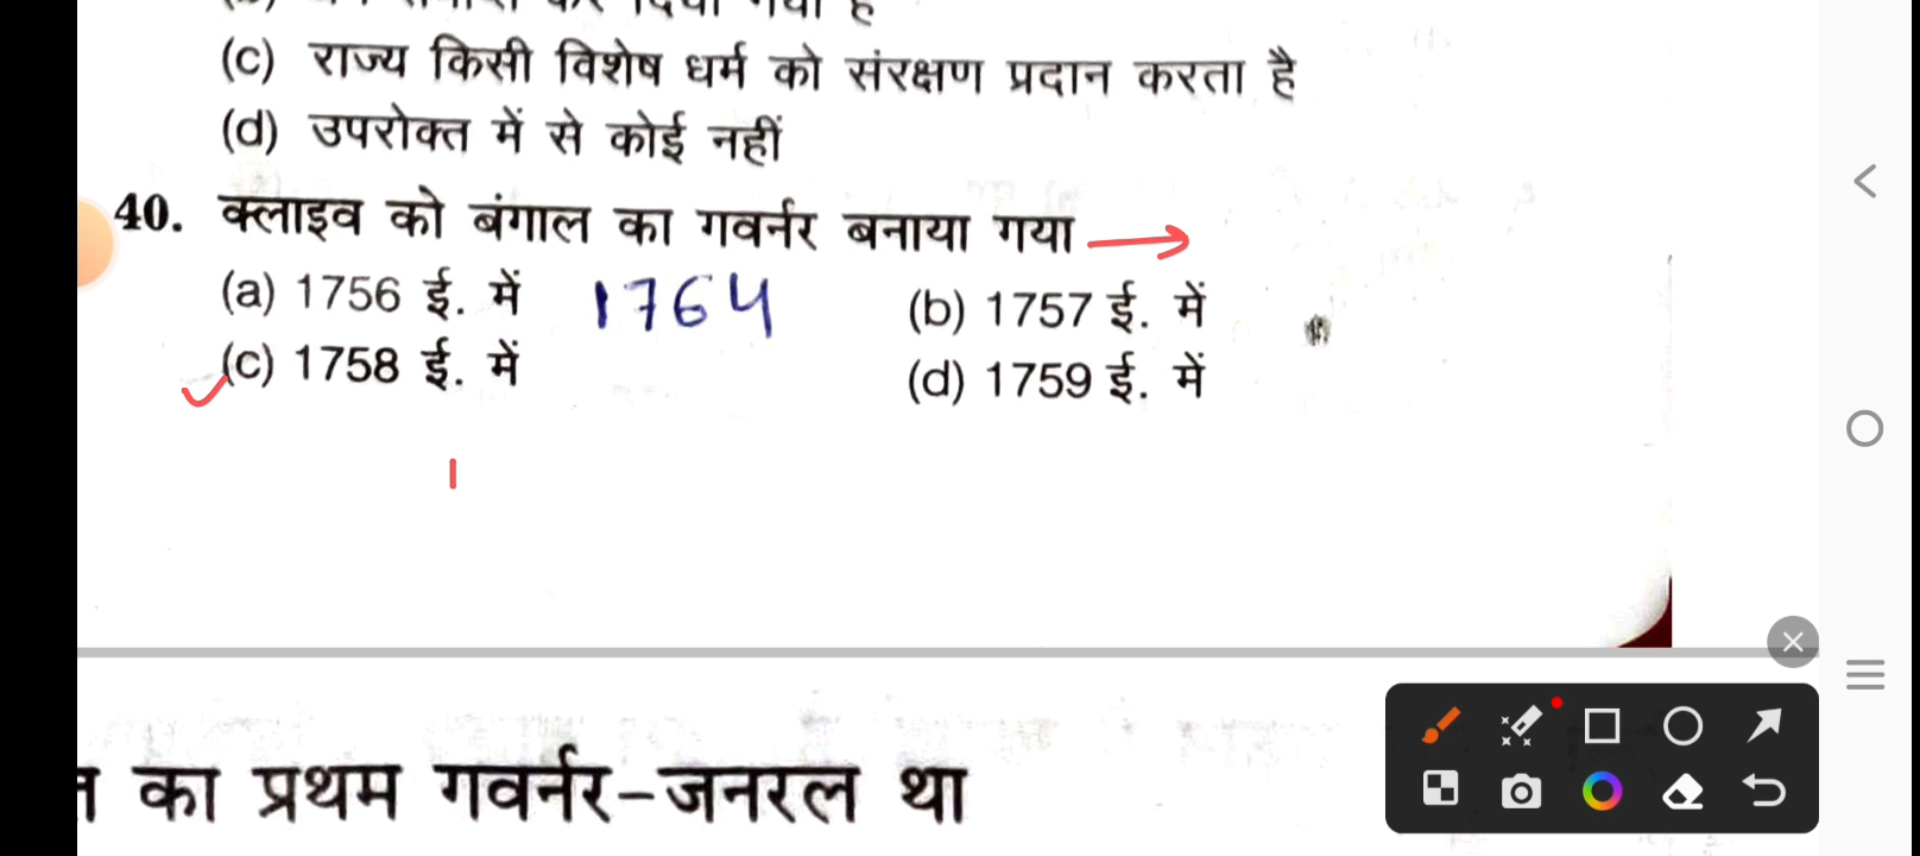 (c) राज्य किसी विशेष धर्म को संरक्षण प्रदान करता है
(d) उपरोक्त में से कोई नहीं
40. क्लाइव को बंगाल का गवर्नर बनाया गया
(a) 1756 ई. में 1764 (b) 1757 ई. में
(c) 1758 ई. में (d) 1759 ई. में
का प्रथम गवर्नर-जनरल था